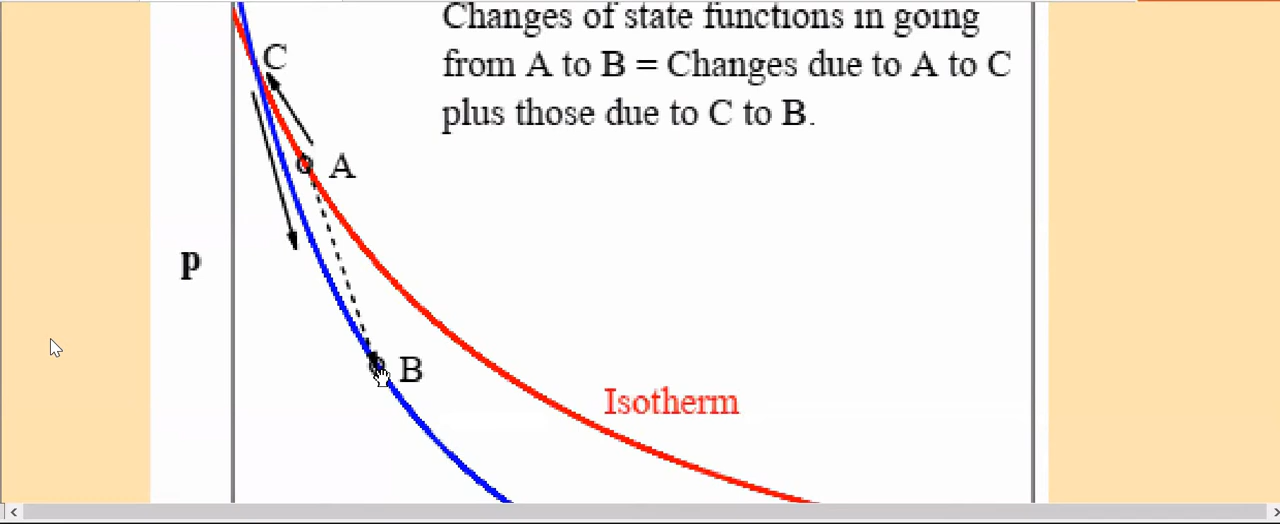 Changes of state functions in going
from A to B = Changes due to A to C
plus those due to C to B.
C
A
p
B
Isotherm